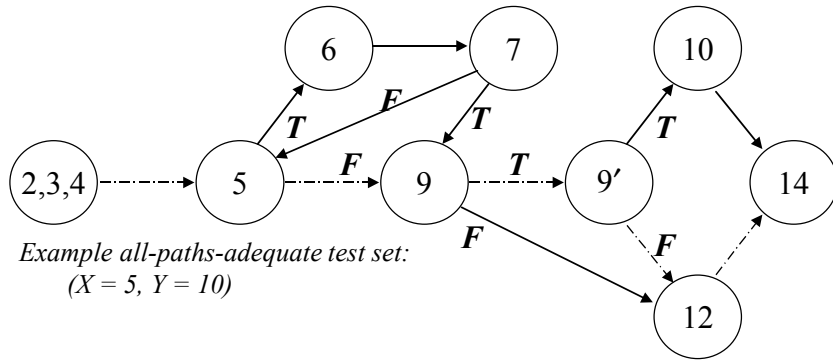 6
7
10
F
T
T
T
2,3,4
5
F
9
T
9′
14
F
F
Example all-paths-adequate test set:
(X = 5, Y = 10)
12